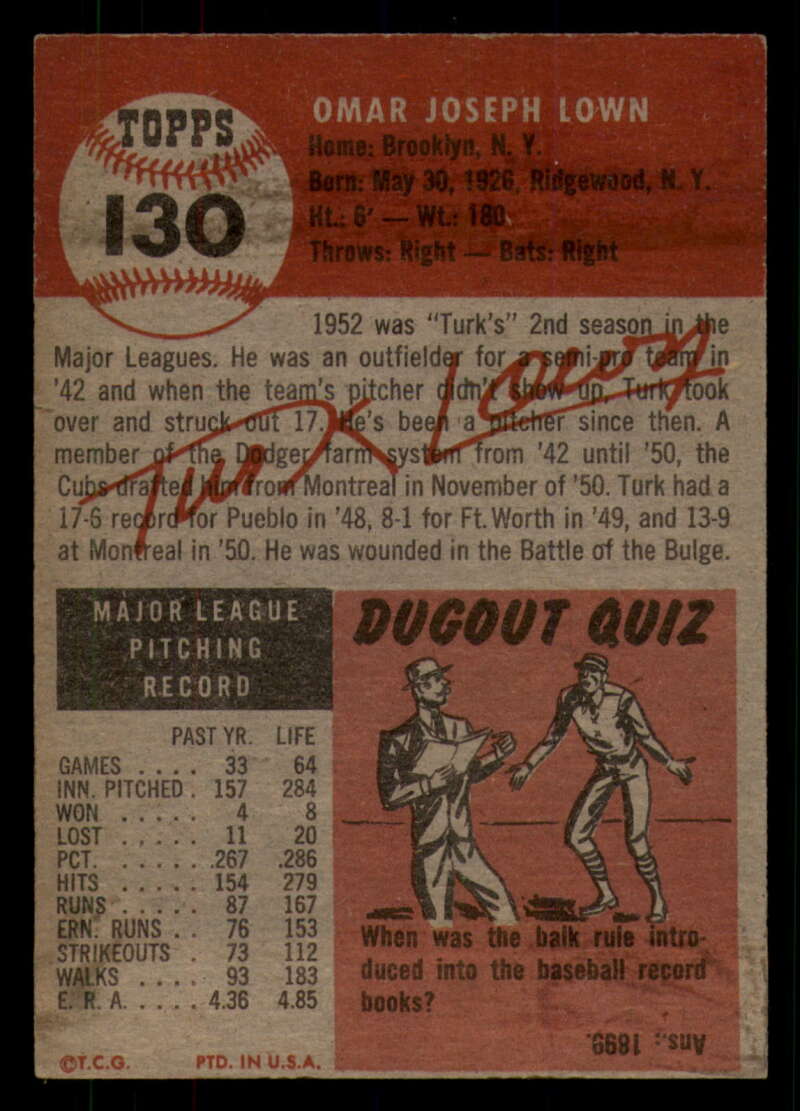 TOPPS
130
OMAR JOSEPH LOWN
Home: Brooklyn, N. Y.
Born: May 30, 1926, Ridgewood, N. Y.
Ht.: 6' — Wt.: 180
Throws: Right — Bats: Right
1952 was "Turk's" 2nd season in the
Major Leagues. He was an outfielder for a semi-pro team in
'42 and when the team's pitcher didn't show up, Turk took
over and struck out 17. He's been a pitcher since then. A
member of the Dodger farm system from '42 until '50, the
Cubs drafted him from Montreal in November of '50. Turk had a
17-6 record for Pueblo in '48, 8-1 for Ft. Worth in '49, and 13-9
at Montreal in '50. He was wounded in the Battle of the Bulge.
Turk Lown
MAJOR LEAGUE
PITCHING
RECORD
PAST YR. LIFE
GAMES .... 33 64
INN. PITCHED . 157 284
WON ..... 4 8
LOST ..... 11 20
PCT. ..... .267 .286
HITS ..... 154 279
RUNS ..... 87 167
ERN. RUNS .. 76 153
STRIKEOUTS . 73 112
WALKS .... 93 183
E. R. A. .... 4.36 4.85
©T.C.G. PTD. IN U.S.A.
DUGOUT QUIZ
When was the balk rule intro-
duced into the baseball record
books?
Ans.: 1899.